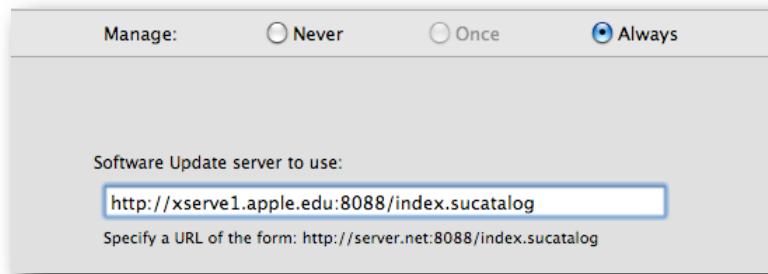 Manage: Never Once Always
Software Update server to use:
http://xserve1.apple.edu:8088/index.sucatalog
Specify a URL of the form: http://server.net:8088/index.sucatalog